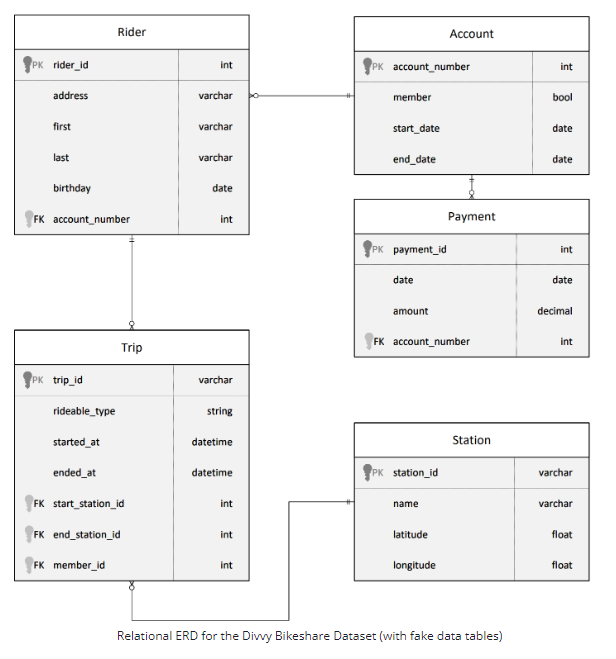 Rider
PK rider_id int
address varchar
first varchar
last varchar
birthday date
FK account_number int
Account
PK account_number int
member bool
start_date date
end_date date
Payment
PK payment_id int
date date
amount decimal
FK account_number int
Trip
PK trip_id varchar
rideable_type string
started_at datetime
ended_at datetime
FK start_station_id int
FK end_station_id int
FK member_id int
Station
PK station_id varchar
name varchar
latitude float
longitude float
Relational ERD for the Divvy Bikeshare Dataset (with fake data tables)